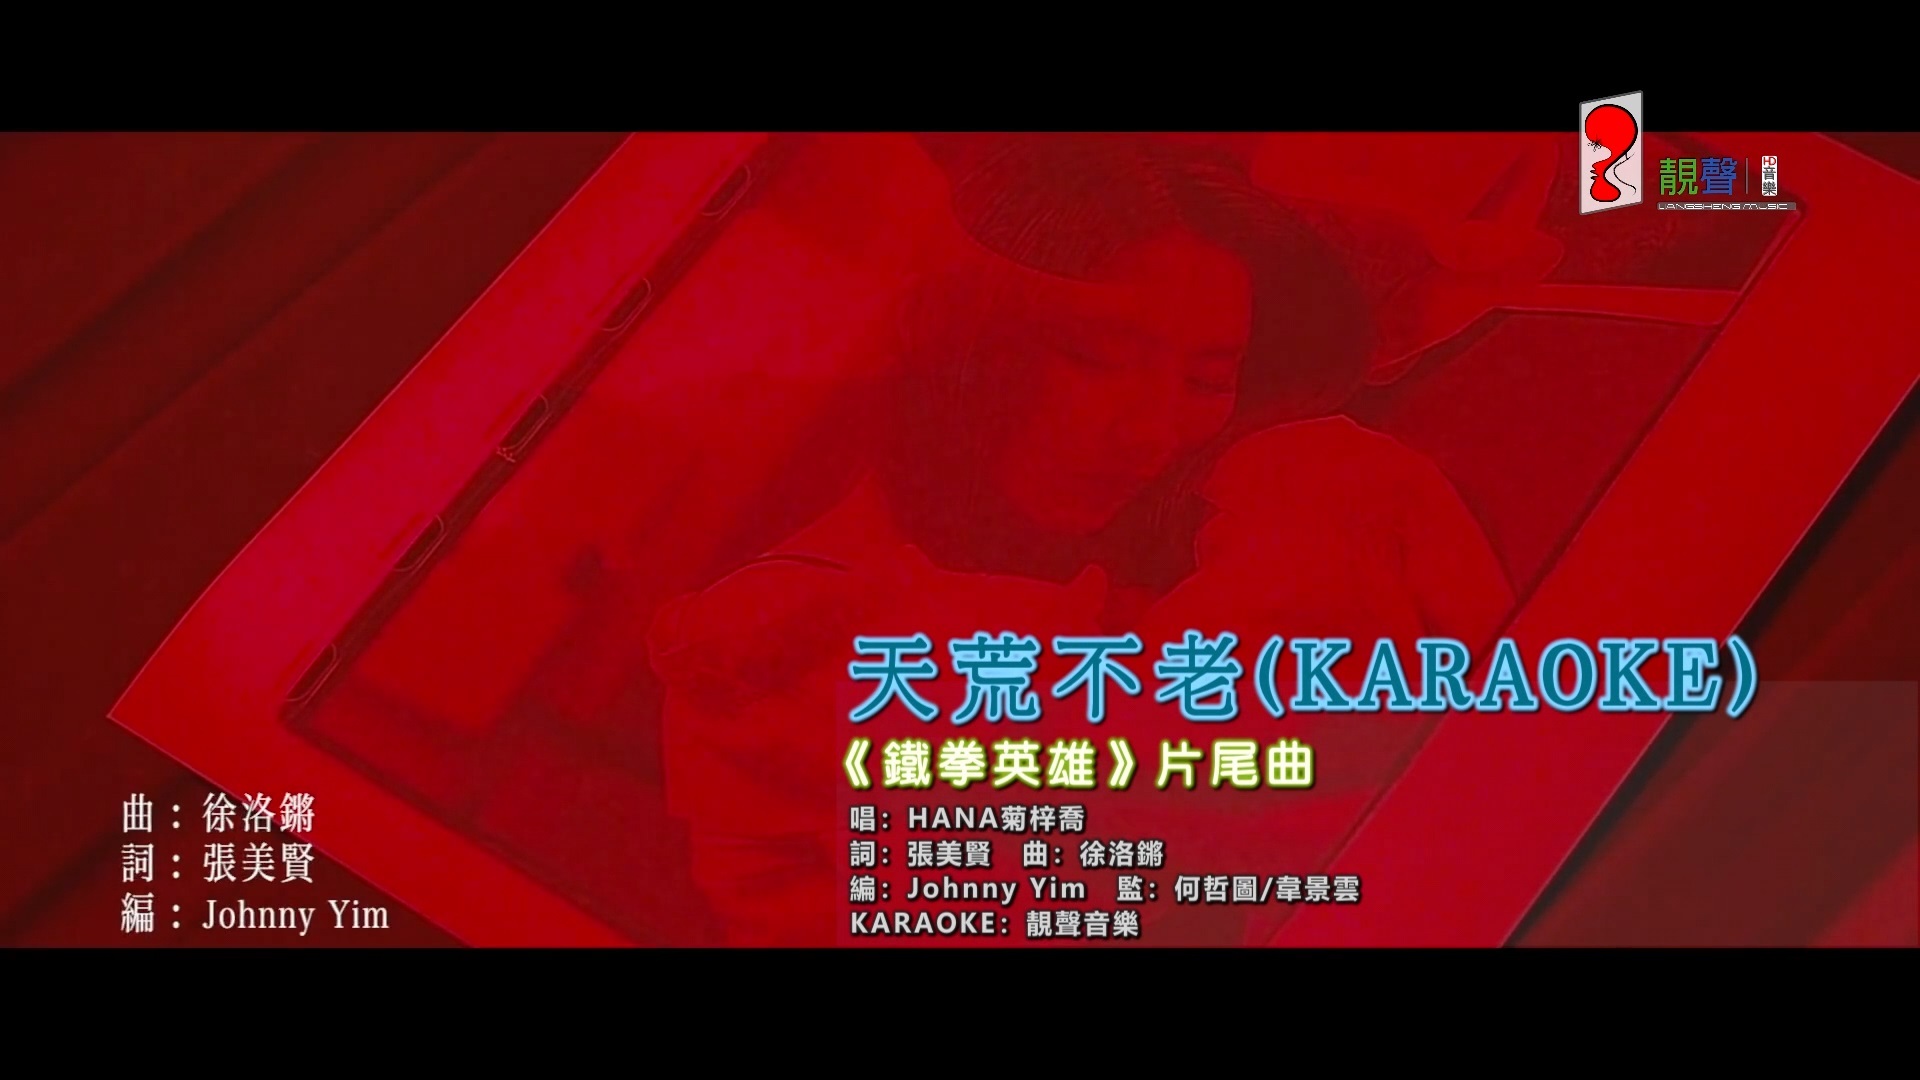 靚聲 HD音樂
LIANGSHENG MUSIC
天荒不老(KARAOKE)
《鐵拳英雄》片尾曲
唱：HANA菊梓喬
詞：張美賢 曲：徐洛鏘
編：Johnny Yim 監：何哲圖/韋景雲
KARAOKE：靚聲音樂
曲：徐洛鏘
詞：張美賢
編：Johnny Yim